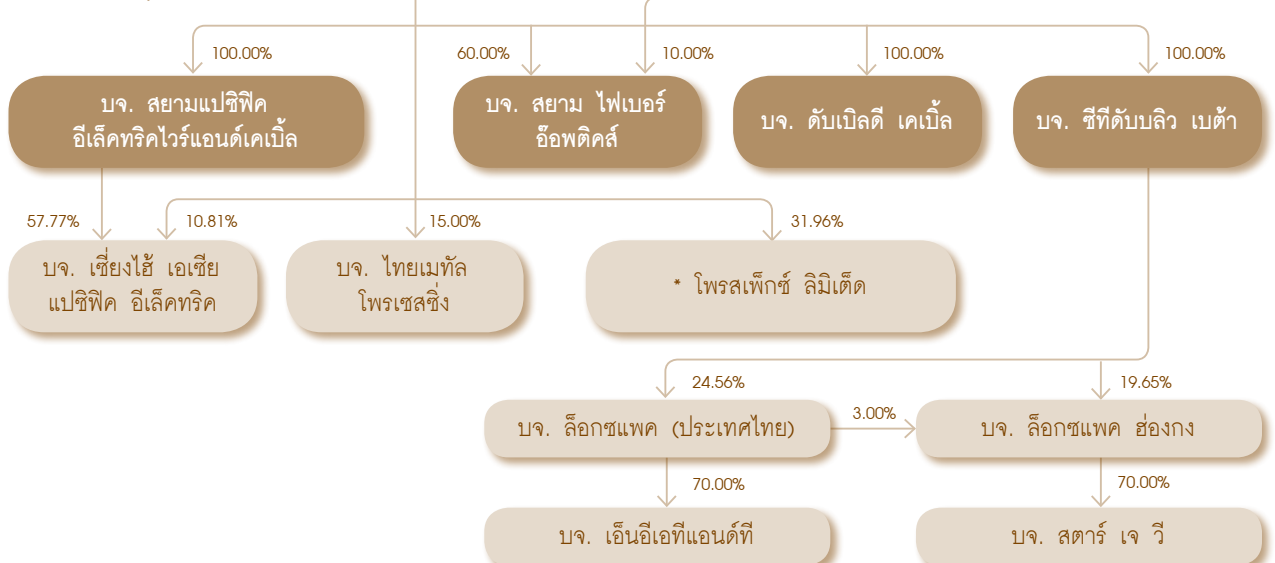 100.00%
60.00%
10.00%
100.00%
100.00%
บจ. สยามแปซิฟิค
อีเล็คทริคไวร์แอนด์เคเบิ้ล
บจ. สยาม ไฟเบอร์
อ๊อพติคส์
บจ. ดับเบิลดี เคเบิ้ล
บจ. ซีทีดับบลิว เบต้า
57.77%
10.81%
15.00%
31.96%
บจ. เซี่ยงไฮ้ เอเซีย
แปซิฟิค อีเล็คทริค
บจ. ไทยเมทัล
โพรเซสซิ่ง
* โพรสเพ็กซ์ ลิมิเต็ด
24.56%
19.65%
บจ. ล็อกซแพค (ประเทศไทย)
3.00%
บจ. ล็อกซแพค ฮ่องกง
70.00%
70.00%
บจ. เอ็นอีเอทีแอนด์ที
บจ. สตาร์ เจ วี